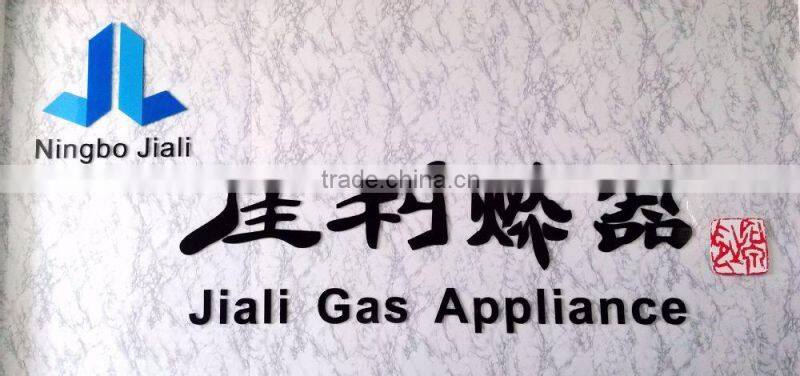 Ningbo Jiali
trade.china.cn
佳利燃器
Jiali Gas Appliance